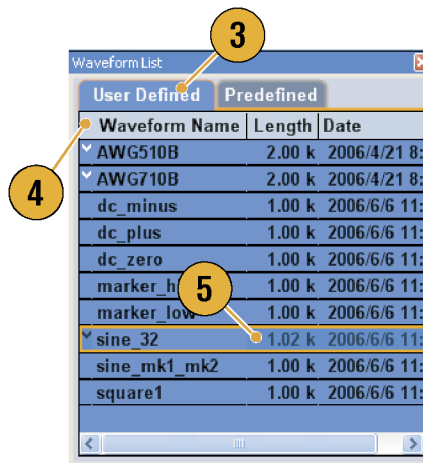 3
Waveform List
User Defined Predefined
Waveform Name Length Date
4
AWG510B 2.00 k 2006/4/21 8:
AWG710B 2.00 k 2006/4/21 8:
dc_minus 1.00 k 2006/6/6 11:
dc_plus 1.00 k 2006/6/6 11:
dc_zero 1.00 k 2006/6/6 11:
marker_h 1.00 k 2006/6/6 11:
5
marker_low 1.00 k 2006/6/6 11:
sine_32 1.02 k 2006/6/6 11:
sine_mk1_mk2 1.00 k 2006/6/6 11:
square1 1.00 k 2006/6/6 11: